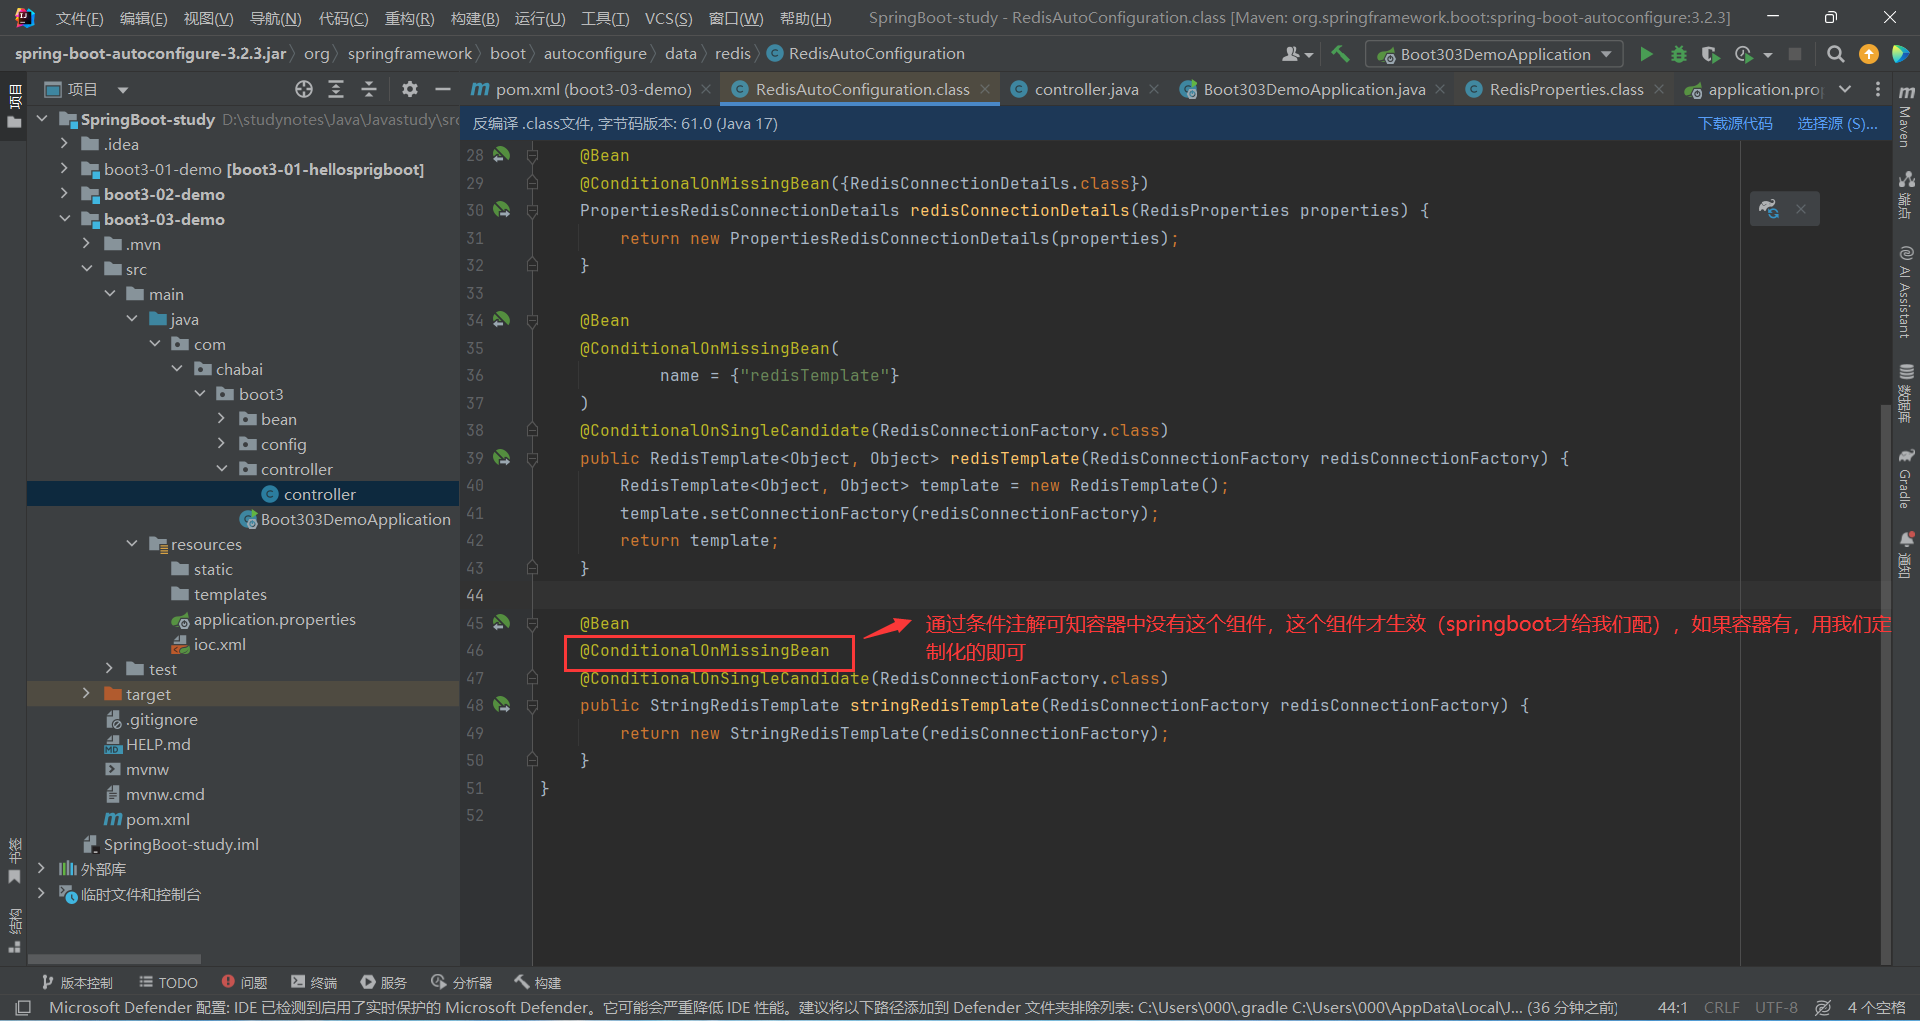 文件(F) 编辑(E) 视图(V) 导航(N) 代码(C) 重构(R) 构建(B) 运行(U) 工具(T) VCS(S) 窗口(W) 帮助(H) SpringBoot-study - RedisAutoConfiguration.class [Maven: org.springframework.boot:spring-boot-autoconfigure:3.2.3]
spring-boot-autoconfigure-3.2.3.jar org springframework boot autoconfigure data redis RedisAutoConfiguration Boot303DemoApplication
项目 pom.xml (boot3-03-demo) RedisAutoConfiguration.class controller.java Boot303DemoApplication.java RedisProperties.class application.pro
反编译 .class文件, 字节码版本: 61.0 (Java 17) 下载源代码 选择源 (S)...
项目
SpringBoot-study D:\studynotes\Java\Javastudy\src
.idea
boot3-01-demo [boot3-01-hellosprigboot]
boot3-02-demo
boot3-03-demo
.mvn
src
main
java
com
chabai
boot3
bean
config
controller
controller
Boot303DemoApplication
resources
static
templates
application.properties
ioc.xml
test
target
.gitignore
HELP.md
mvnw
mvnw.cmd
pom.xml
SpringBoot-study.iml
外部库
临时文件和控制台
书签
结构
28 @Bean
29 @ConditionalOnMissingBean({RedisConnectionDetails.class})
30 PropertiesRedisConnectionDetails redisConnectionDetails(RedisProperties properties) {
31 return new PropertiesRedisConnectionDetails(properties);
32 }
33
34 @Bean
35 @ConditionalOnMissingBean(
36 name = {"redisTemplate"}
37 )
38 @ConditionalOnSingleCandidate(RedisConnectionFactory.class)
39 public RedisTemplate<Object, Object> redisTemplate(RedisConnectionFactory redisConnectionFactory) {
40 RedisTemplate<Object, Object> template = new RedisTemplate();
41 template.setConnectionFactory(redisConnectionFactory);
42 return template;
43 }
44
45 @Bean 通过条件注解可知容器中没有这个组件，这个组件才生效（springboot才给我们配），如果容器有，用我们定
46 @ConditionalOnMissingBean 制化的即可
47 @ConditionalOnSingleCandidate(RedisConnectionFactory.class)
48 public StringRedisTemplate stringRedisTemplate(RedisConnectionFactory redisConnectionFactory) {
49 return new StringRedisTemplate(redisConnectionFactory);
50 }
51 }
52
Maven
端点
AI Assistant
数据库
Gradle
通知
版本控制 TODO 问题 终端 服务 分析器 构建
Microsoft Defender 配置: IDE 已检测到启用了实时保护的 Microsoft Defender。它可能会严重降低 IDE 性能。建议将以下路径添加到 Defender 文件夹排除列表: C:\Users\000\.gradle C:\Users\000\AppData\Local\J... (36 分钟之前) 44:1 CRLF UTF-8 4 个空格